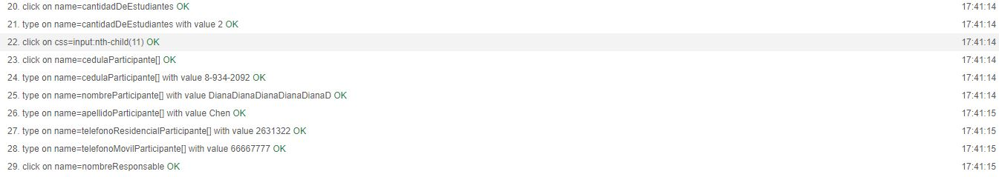 20. click on name=cantidadDeEstudiantes OK 17:41:14
21. type on name=cantidadDeEstudiantes with value 2 OK 17:41:14
22. click on css=input:nth-child(11) OK 17:41:14
23. click on name=cedulaParticipante[] OK 17:41:14
24. type on name=cedulaParticipante[] with value 8-934-2092 OK 17:41:14
25. type on name=nombreParticipante[] with value DianaDianaDianaDianaDianaD OK 17:41:14
26. type on name=apellidoParticipante[] with value Chen OK 17:41:15
27. type on name=telefonoResidencialParticipante[] with value 2631322 OK 17:41:15
28. type on name=telefonoMovilParticipante[] with value 66667777 OK 17:41:15
29. click on name=nombreResponsable OK 17:41:15